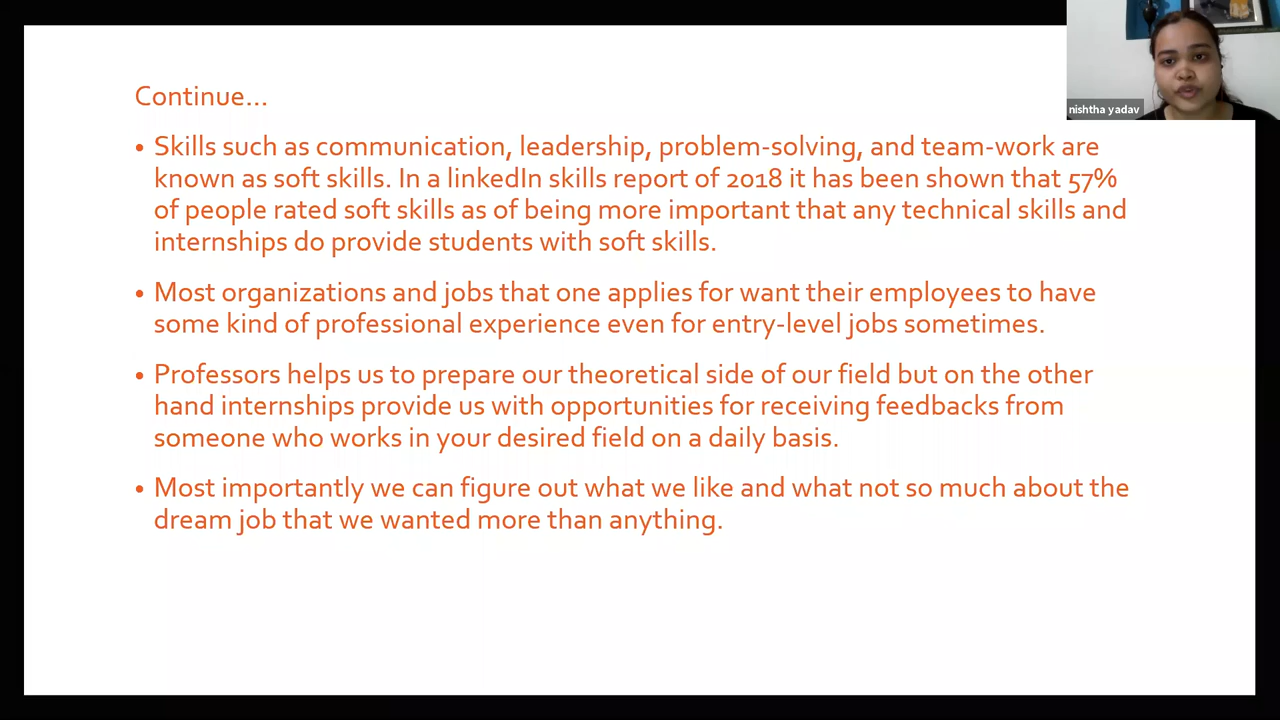 nishtha yadav
Continue...
• Skills such as communication, leadership, problem-solving, and team-work are
known as soft skills. In a linkedIn skills report of 2018 it has been shown that 57%
of people rated soft skills as of being more important that any technical skills and
internships do provide students with soft skills.
• Most organizations and jobs that one applies for want their employees to have
some kind of professional experience even for entry-level jobs sometimes.
• Professors helps us to prepare our theoretical side of our field but on the other
hand internships provide us with opportunities for receiving feedbacks from
someone who works in your desired field on a daily basis.
• Most importantly we can figure out what we like and what not so much about the
dream job that we wanted more than anything.